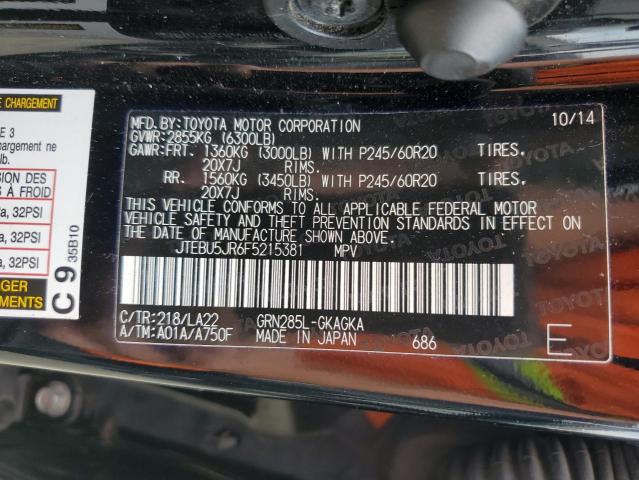 E CHARGEMENT
E 3
hargement ne
lb.
SION DES
S À FROID
a, 32PSI
a, 32PSI
a, 32PSI
GER
EMENTS
C 9
35B10
MFD. BY: TOYOTA MOTOR CORPORATION 10/14
GVWR: 2855KG (6300LB)
GAWR: FRT. 1360KG (3000LB) WITH P245/60R20 TIRES,
20X7J RIMS.
RR. 1560KG (3450LB) WITH P245/60R20 TIRES,
20X7J RIMS.
THIS VEHICLE CONFORMS TO ALL APPLICABLE FEDERAL MOTOR
VEHICLE SAFETY AND THEFT PREVENTION STANDARDS IN EFFECT ON
THE DATE OF MANUFACTURE SHOWN ABOVE.
JTEBU5JR6F5215381 MPV
C/TR: 218/LA22 GRN285L-GKAGKA
A/TM: A01A/A750F MADE IN JAPAN 686 E